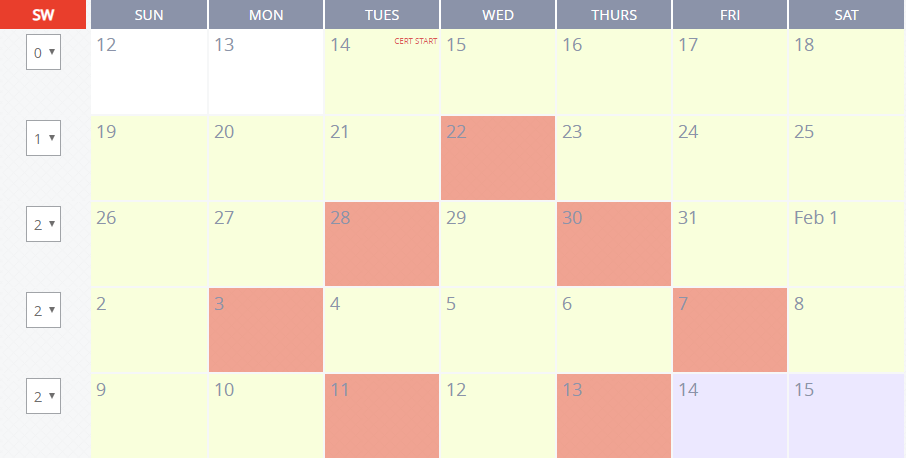 SW SUN MON TUES WED THURS FRI SAT
0 12 13 14 CERT START 15 16 17 18
1 19 20 21 22 23 24 25
2 26 27 28 29 30 31 Feb 1
2 2 3 4 5 6 7 8
2 9 10 11 12 13 14 15